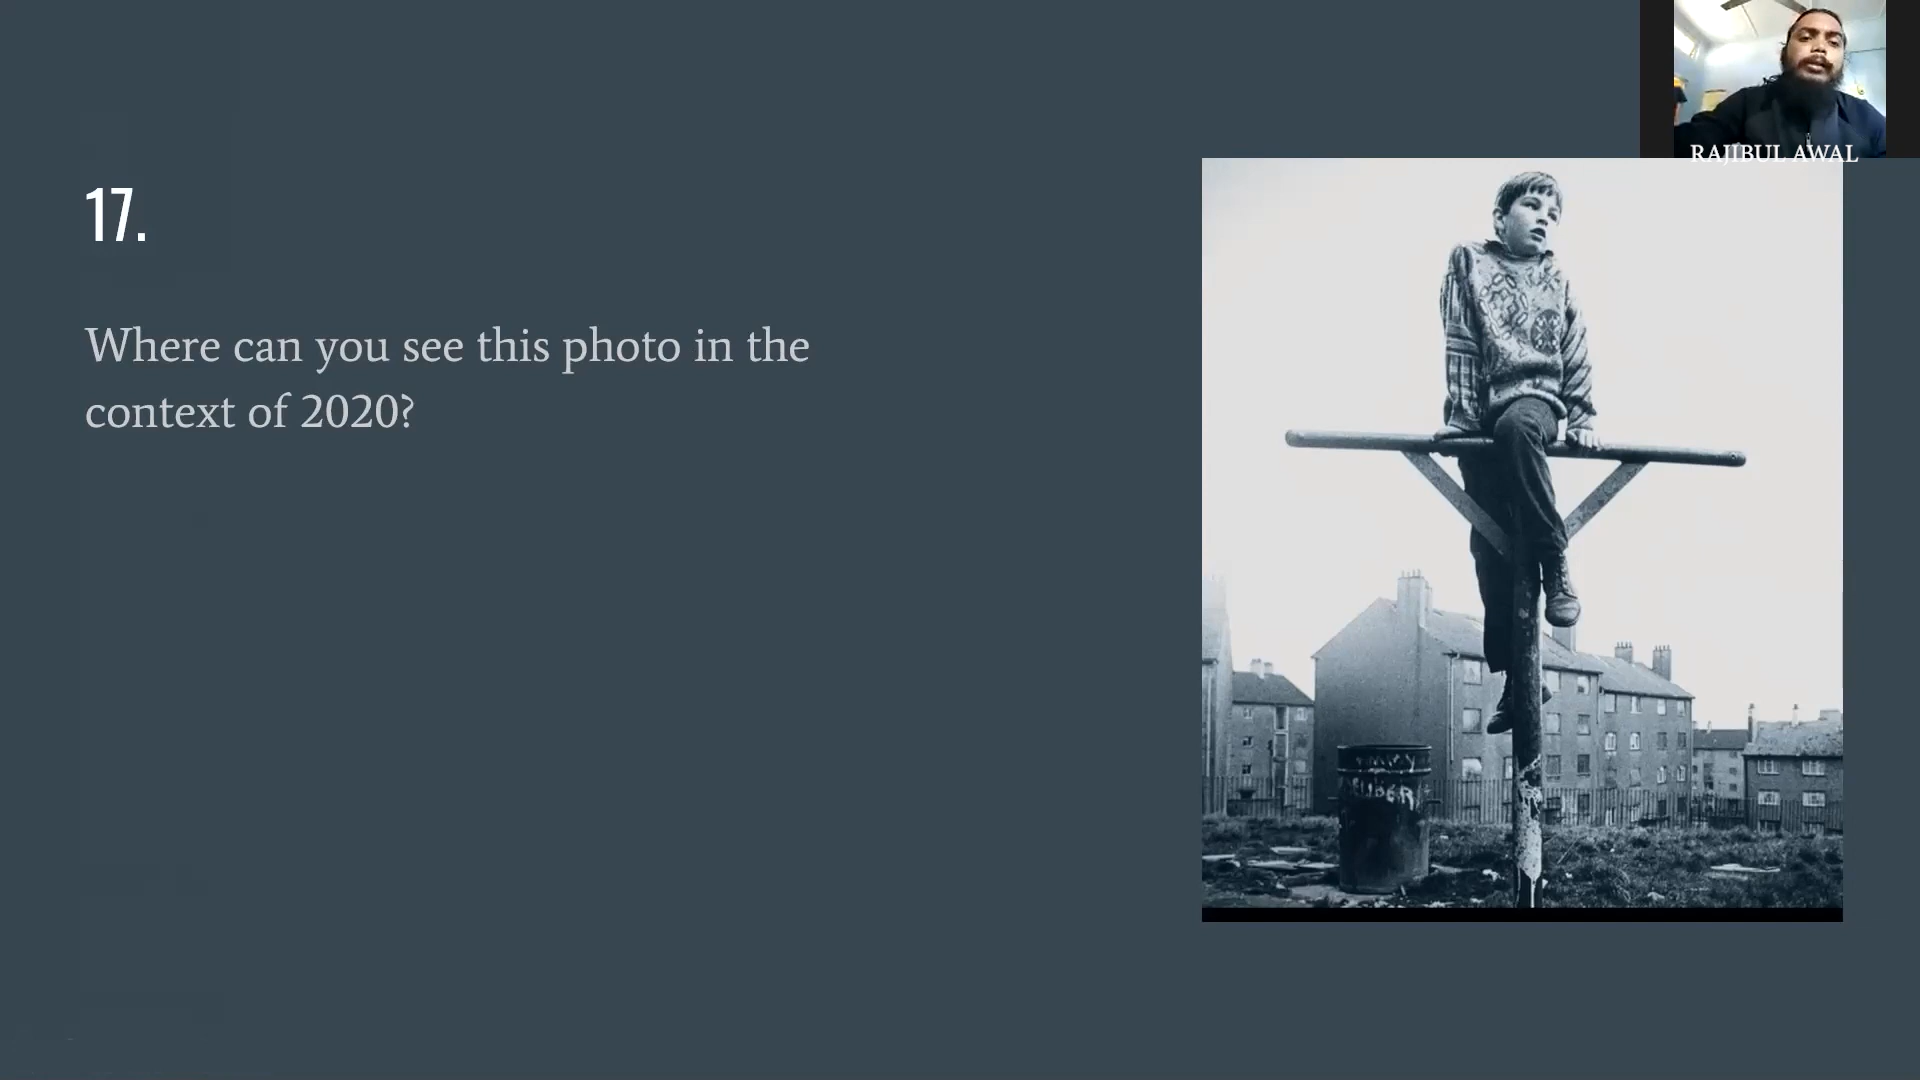 RAJIBUL AWAL
17.
Where can you see this photo in the
context of 2020?